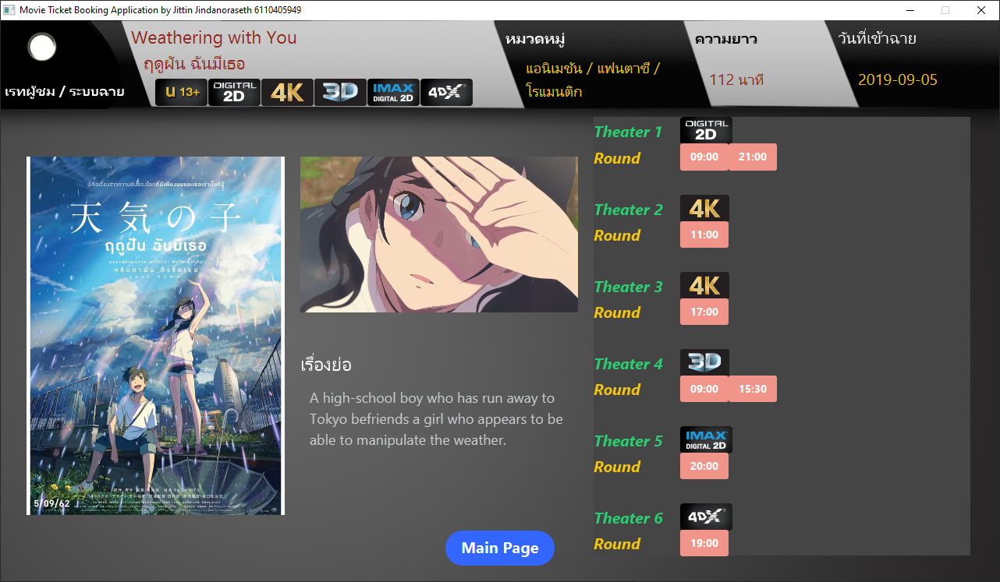 Movie Ticket Booking Application by Jittin Jindanoraseth 6110405949
Weathering with You
ฤดูฝัน ฉันมีเธอ
เรทผู้ชม / ระบบฉาย
น 13+
DIGITAL 2D
4K
3D
IMAX DIGITAL 2D
4DX
หมวดหมู่
แอนิเมชัน / แฟนตาซี /
โรแมนติก
ความยาว
112 นาที
วันที่เข้าฉาย
2019-09-05
天気の子
ฤดูฝัน ฉันมีเธอ
your name
5/09/62
เรื่องย่อ
A high-school boy who has run away to
Tokyo befriends a girl who appears to be
able to manipulate the weather.
Main Page
Theater 1 DIGITAL 2D
Round 09:00 21:00
Theater 2 4K
Round 11:00
Theater 3 4K
Round 17:00
Theater 4 3D
Round 09:00 15:30
Theater 5 IMAX DIGITAL 2D
Round 20:00
Theater 6 4DX
Round 19:00